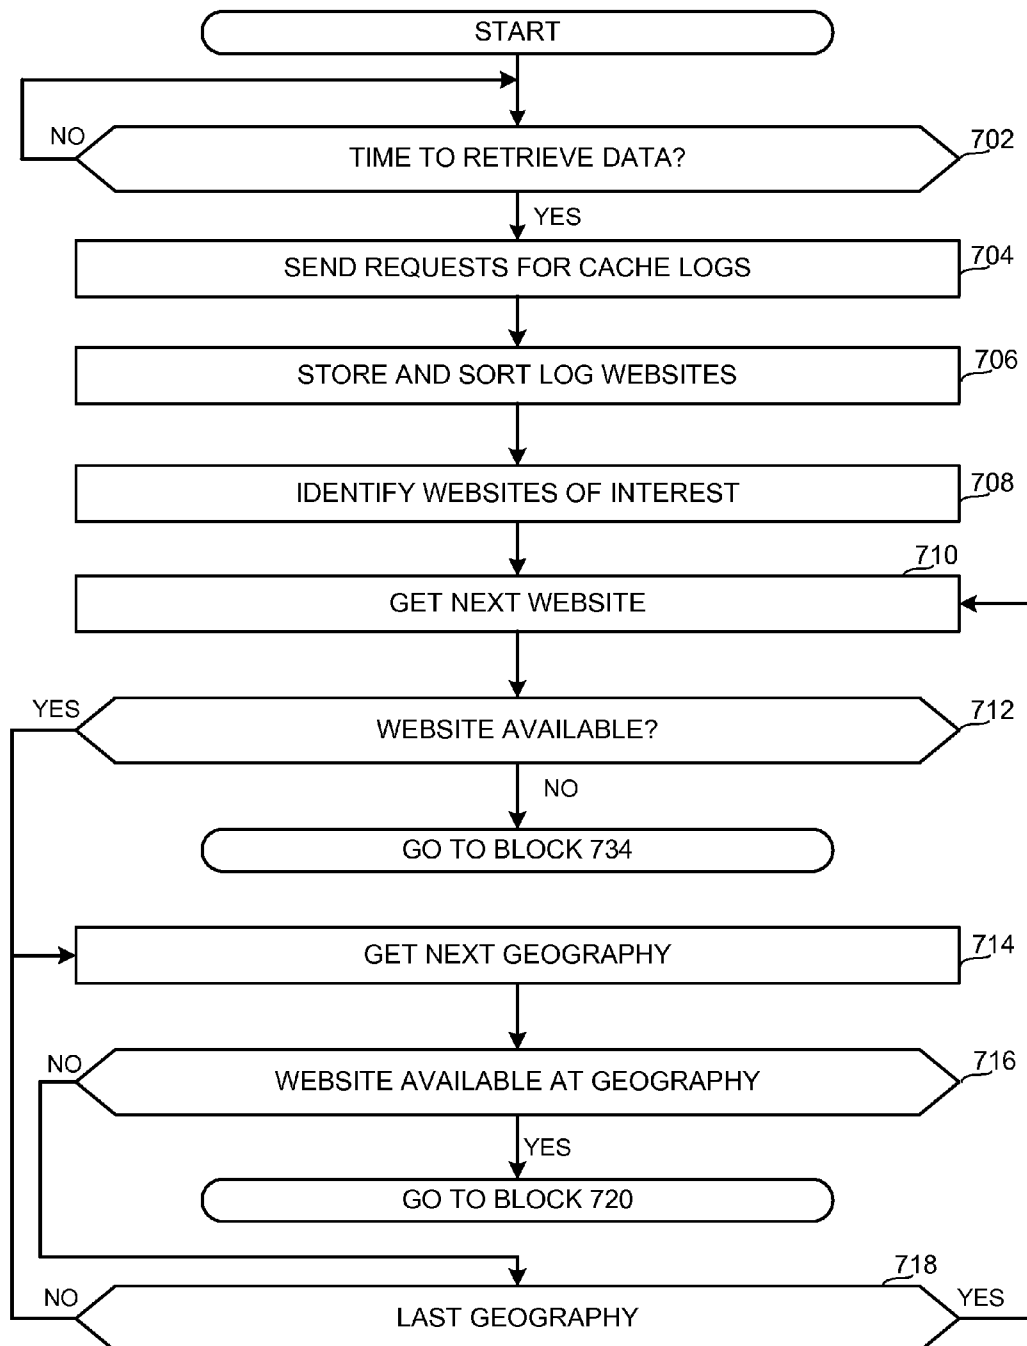 START
NO
TIME TO RETRIEVE DATA?
702
YES
SEND REQUESTS FOR CACHE LOGS
704
STORE AND SORT LOG WEBSITES
706
IDENTIFY WEBSITES OF INTEREST
708
710
GET NEXT WEBSITE
YES
WEBSITE AVAILABLE?
712
NO
GO TO BLOCK 734
GET NEXT GEOGRAPHY
714
NO
WEBSITE AVAILABLE AT GEOGRAPHY
716
YES
GO TO BLOCK 720
718
NO
LAST GEOGRAPHY
YES